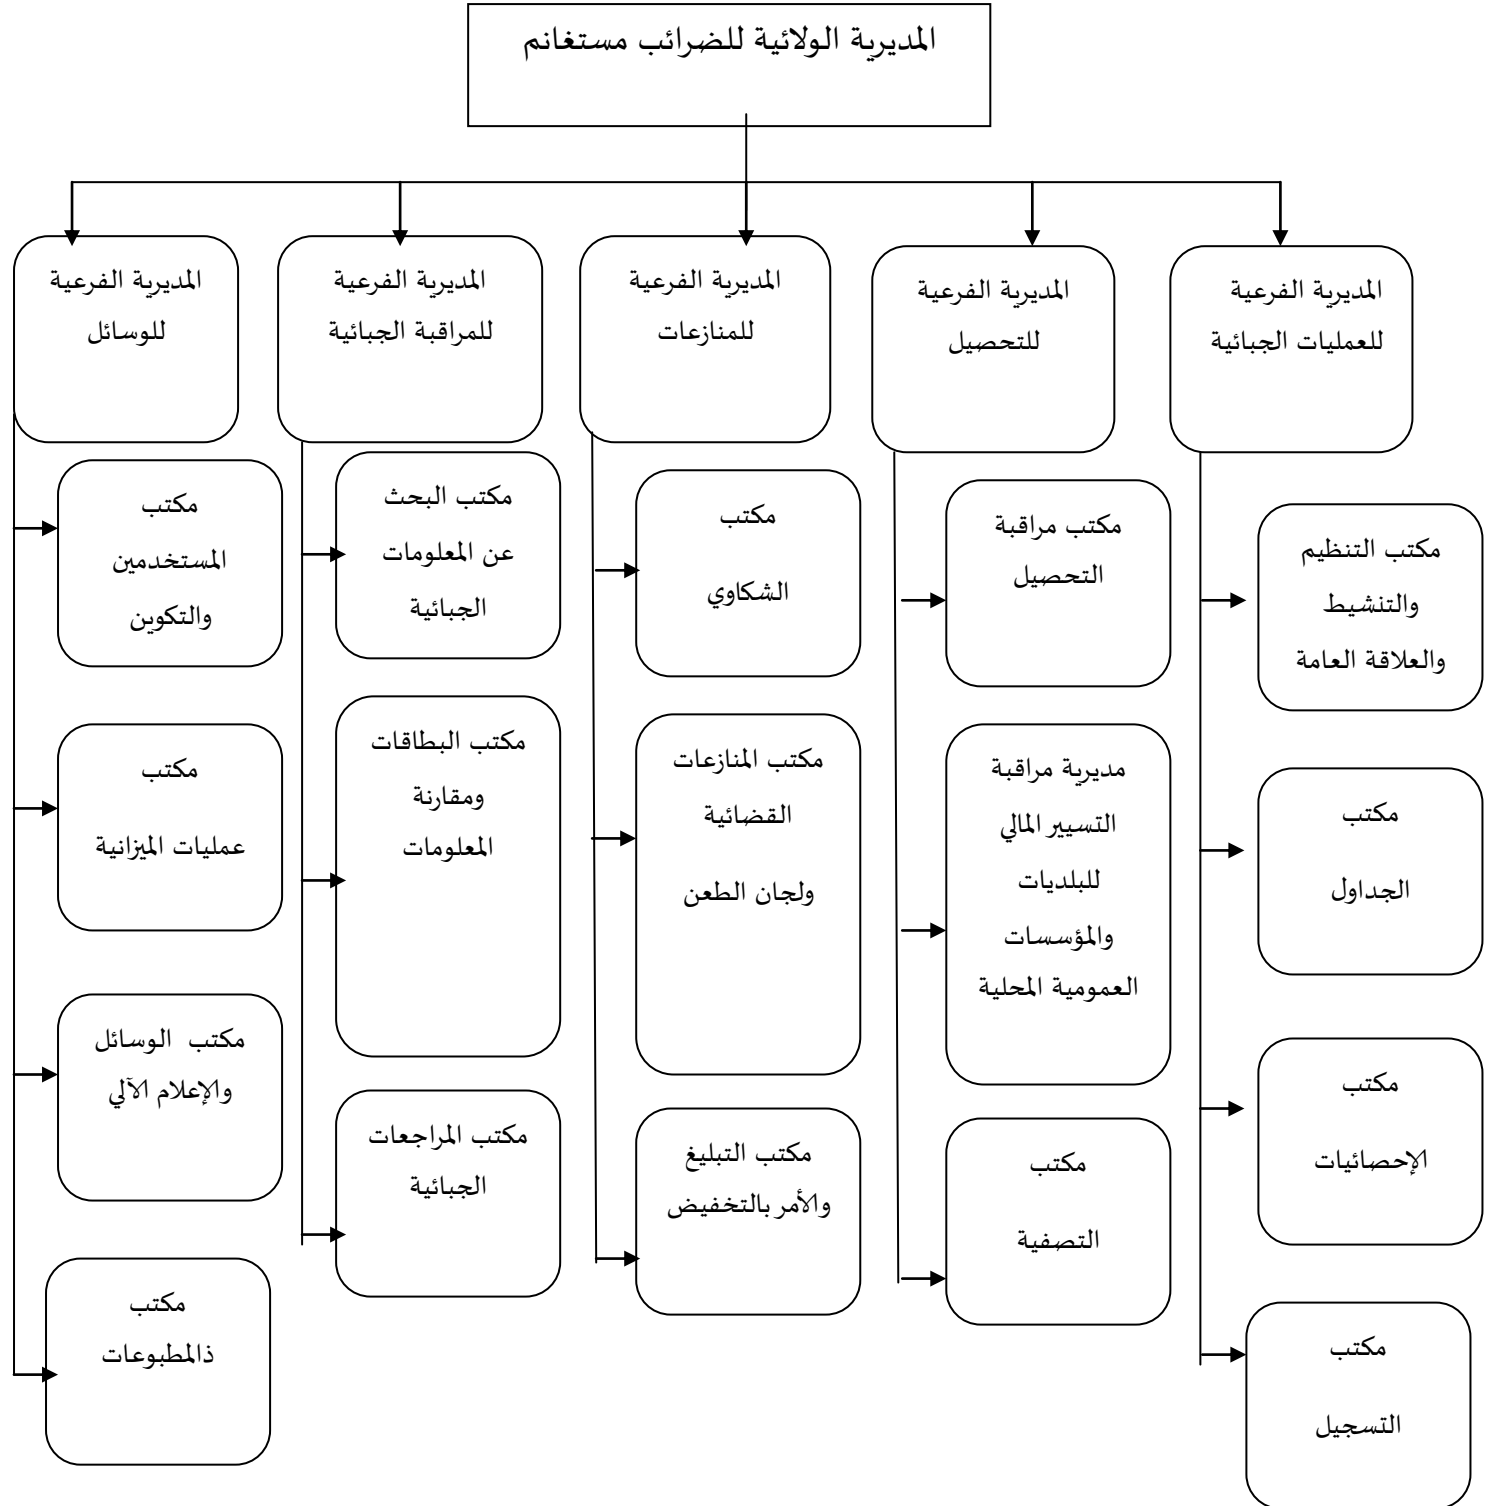 المديرية الولائية للضرائب مستغانم
المديرية الفرعية
للعمليات الجبائية
المديرية الفرعية
للتحصيل
المديرية الفرعية
للمنازعات
المديرية الفرعية
للمراقبة الجبائية
المديرية الفرعية
للوسائل
مكتب التنظيم
والتنشيط
والعلاقة العامة
مكتب
الجداول
مكتب
الإحصائيات
مكتب
التسجيل
مكتب مراقبة
التحصيل
مديرية مراقبة
التسيير المالي
للبلديات
والمؤسسات
العمومية المحلية
مكتب
التصفية
مكتب
الشكاوي
مكتب المنازعات
القضائية
ولجان الطعن
مكتب التبليغ
والأمر بالتخفيض
مكتب البحث
عن المعلومات
الجبائية
مكتب البطاقات
ومقارنة
المعلومات
مكتب المراجعات
الجبائية
مكتب
المستخدمين
والتكوين
مكتب
عمليات الميزانية
مكتب الوسائل
والإعلام الآلي
مكتب
ذالمطبوعات